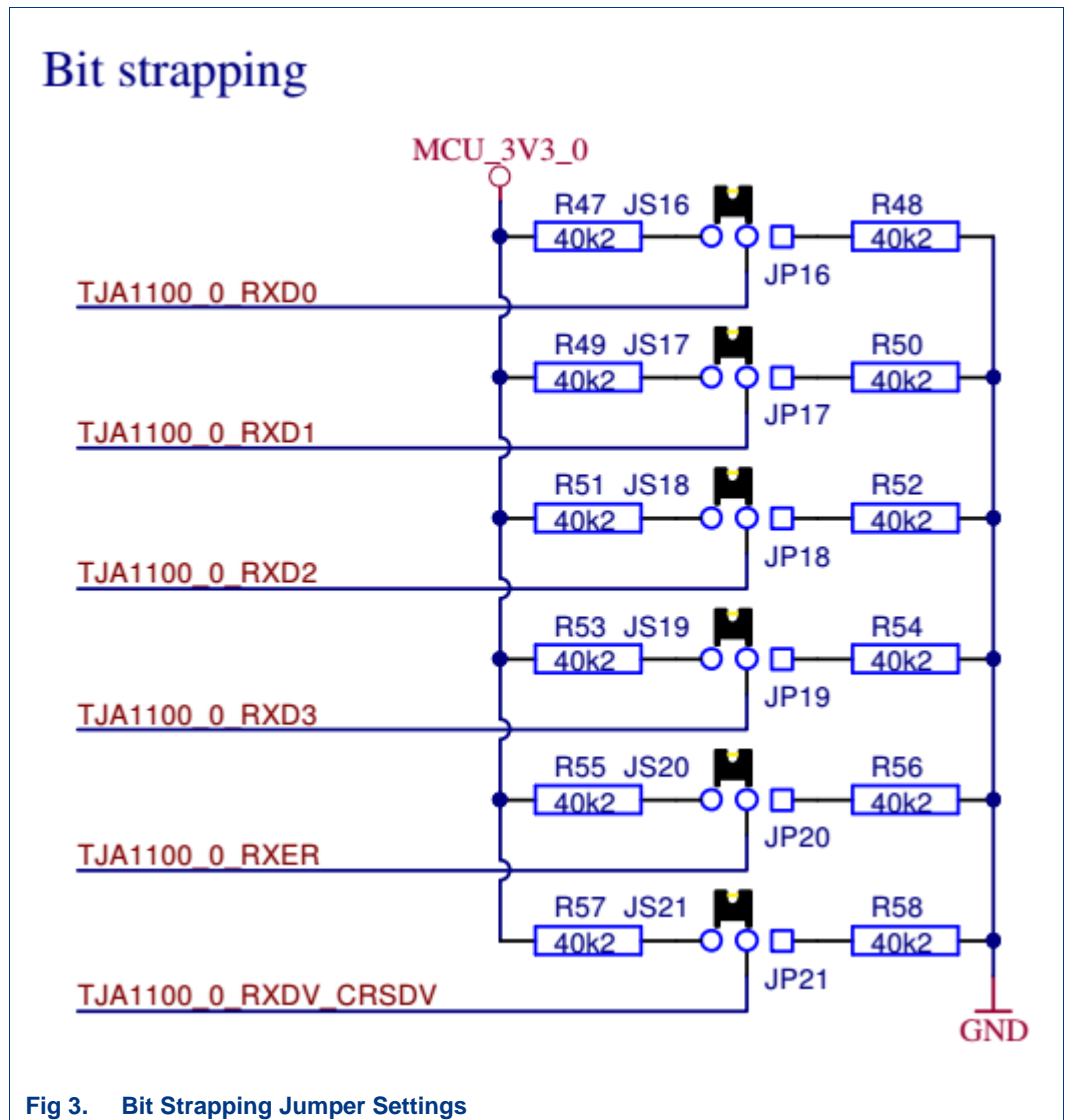 Bit strapping
MCU_3V3_0
R47 JS16 R48
40k2 40k2
JP16
TJA1100_0_RXD0
R49 JS17 R50
40k2 40k2
JP17
TJA1100_0_RXD1
R51 JS18 R52
40k2 40k2
JP18
TJA1100_0_RXD2
R53 JS19 R54
40k2 40k2
JP19
TJA1100_0_RXD3
R55 JS20 R56
40k2 40k2
JP20
TJA1100_0_RXER
R57 JS21 R58
40k2 40k2
JP21
TJA1100_0_RXDV_CRSDV
GND
Fig 3. Bit Strapping Jumper Settings